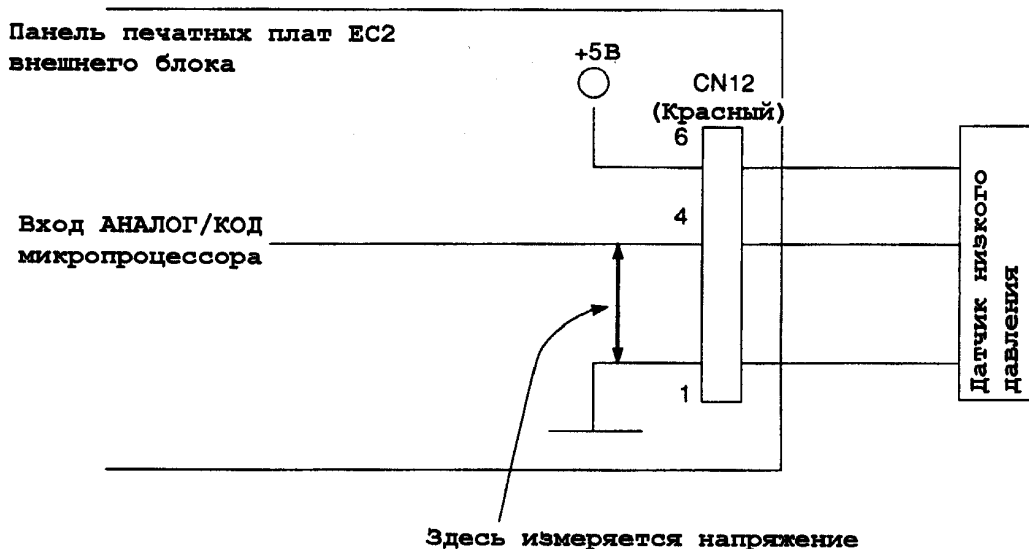 Панель печатных плат ЕС2
внешнего блока
+5В
CN12
(Красный)
6
4
1
Вход АНАЛОГ/КОД
микропроцессора
Датчик низкого
давления
Здесь измеряется напряжение